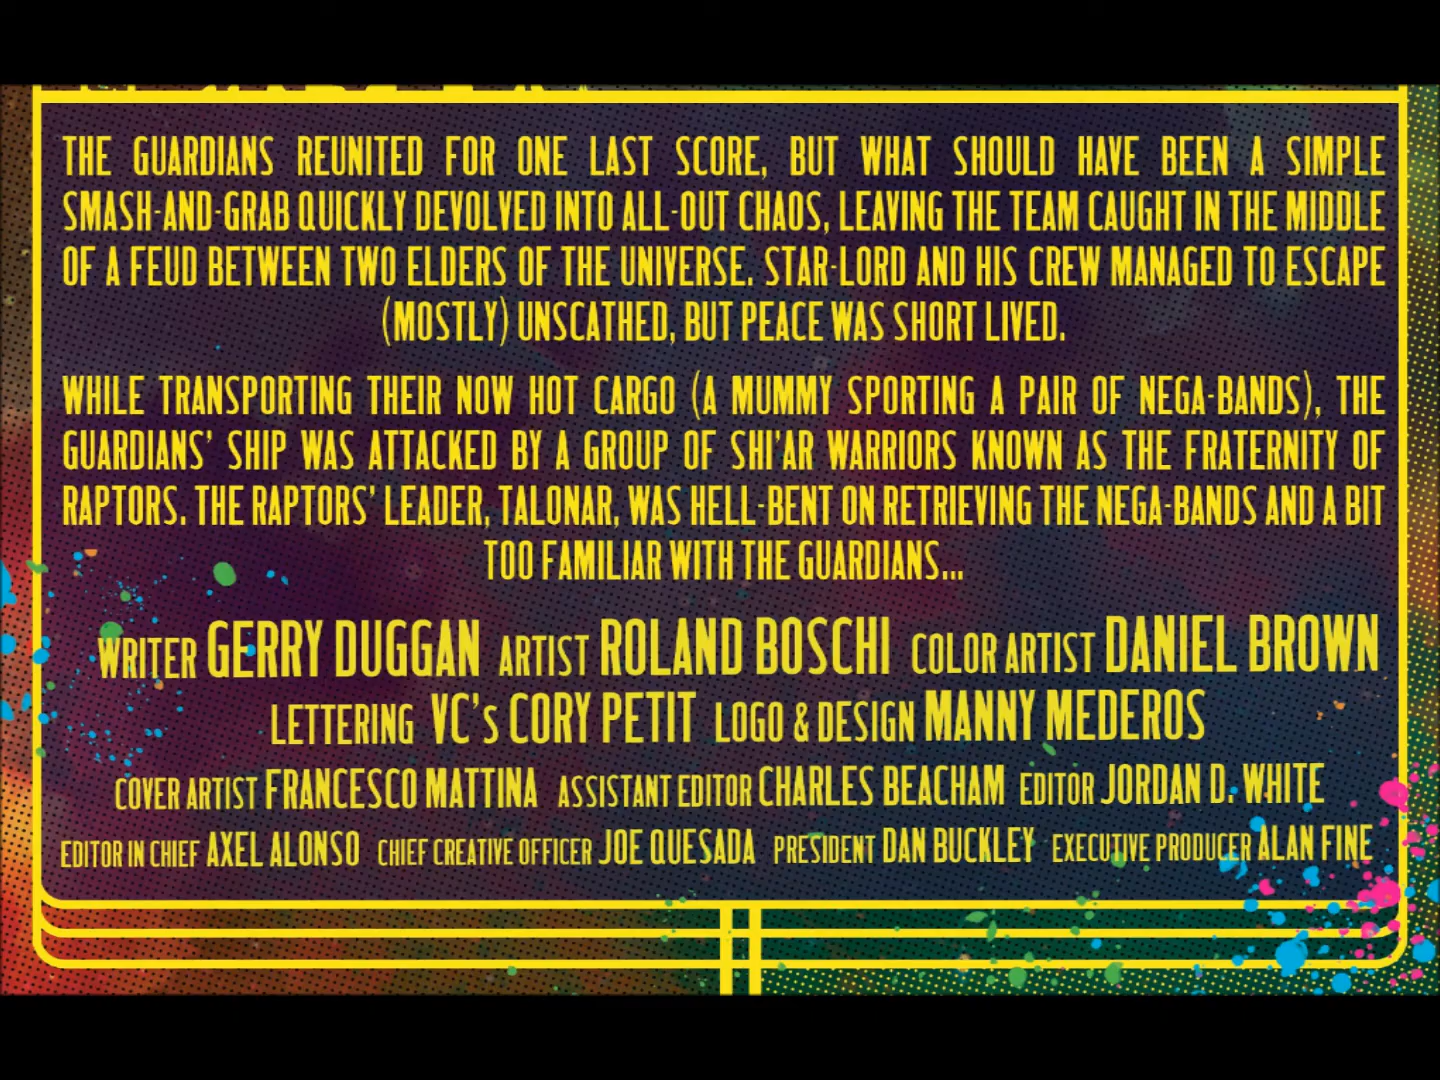 THE GUARDIANS REUNITED FOR ONE LAST SCORE, BUT WHAT SHOULD HAVE BEEN A SIMPLE
SMASH-AND-GRAB QUICKLY DEVOLVED INTO ALL-OUT CHAOS, LEAVING THE TEAM CAUGHT IN THE MIDDLE
OF A FEUD BETWEEN TWO ELDERS OF THE UNIVERSE. STAR-LORD AND HIS CREW MANAGED TO ESCAPE
(MOSTLY) UNSCATHED, BUT PEACE WAS SHORT LIVED.
WHILE TRANSPORTING THEIR NOW HOT CARGO (A MUMMY SPORTING A PAIR OF NEGA-BANDS), THE
GUARDIANS' SHIP WAS ATTACKED BY A GROUP OF SHI'AR WARRIORS KNOWN AS THE FRATERNITY OF
RAPTORS. THE RAPTORS' LEADER, TALONAR, WAS HELL-BENT ON RETRIEVING THE NEGA-BANDS AND A BIT
TOO FAMILIAR WITH THE GUARDIANS...
WRITER GERRY DUGGAN ARTIST ROLAND BOSCHI COLOR ARTIST DANIEL BROWN
LETTERING VC's CORY PETIT LOGO & DESIGN MANNY MEDEROS
COVER ARTIST FRANCESCO MATTINA ASSISTANT EDITOR CHARLES BEACHAM EDITOR JORDAN D. WHITE
EDITOR IN CHIEF AXEL ALONSO CHIEF CREATIVE OFFICER JOE QUESADA PRESIDENT DAN BUCKLEY EXECUTIVE PRODUCER ALAN FINE